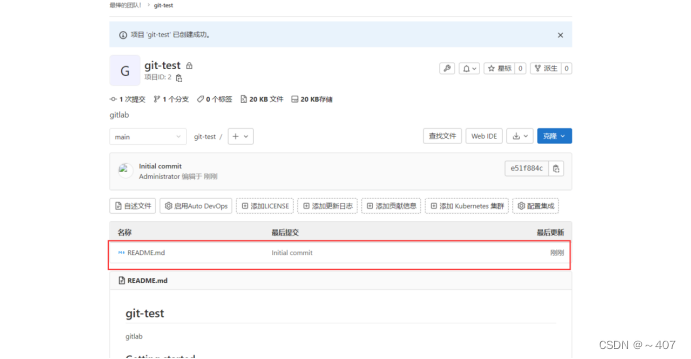 最棒的团队! › git-test
项目 'git-test' 已创建成功。
G
git-test
项目ID: 2
星标 0 派生 0
1 次提交 1 个分支 0 个标签 20 KB 文件 20 KB存储
gitlab
main git-test / + 查找文件 Web IDE 克隆
Initial commit
Administrator 编辑于 刚刚
e51f884c
自述文件 启用Auto DevOps 添加LICENSE 添加更新日志 添加贡献信息 添加 Kubernetes 集群 配置集成
名称 最后提交 最后更新
README.md Initial commit 刚刚
README.md
git-test
gitlab
Getting started
CSDN @～407